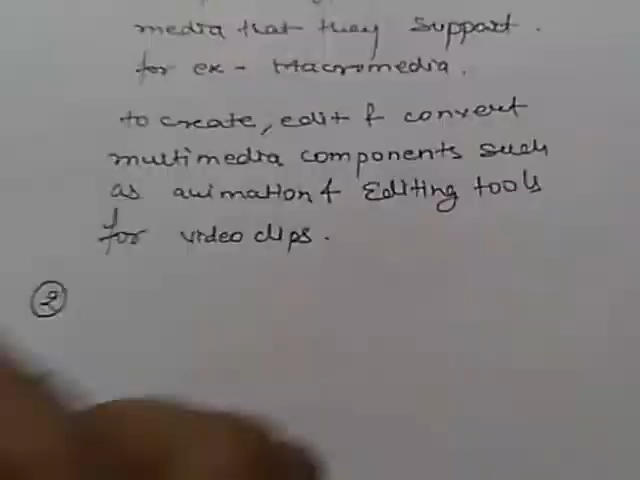 media that they support.
for ex - Macromedia.
to create, edit & convert
multimedia components such
as animation & Editing tools
for video clips.
2